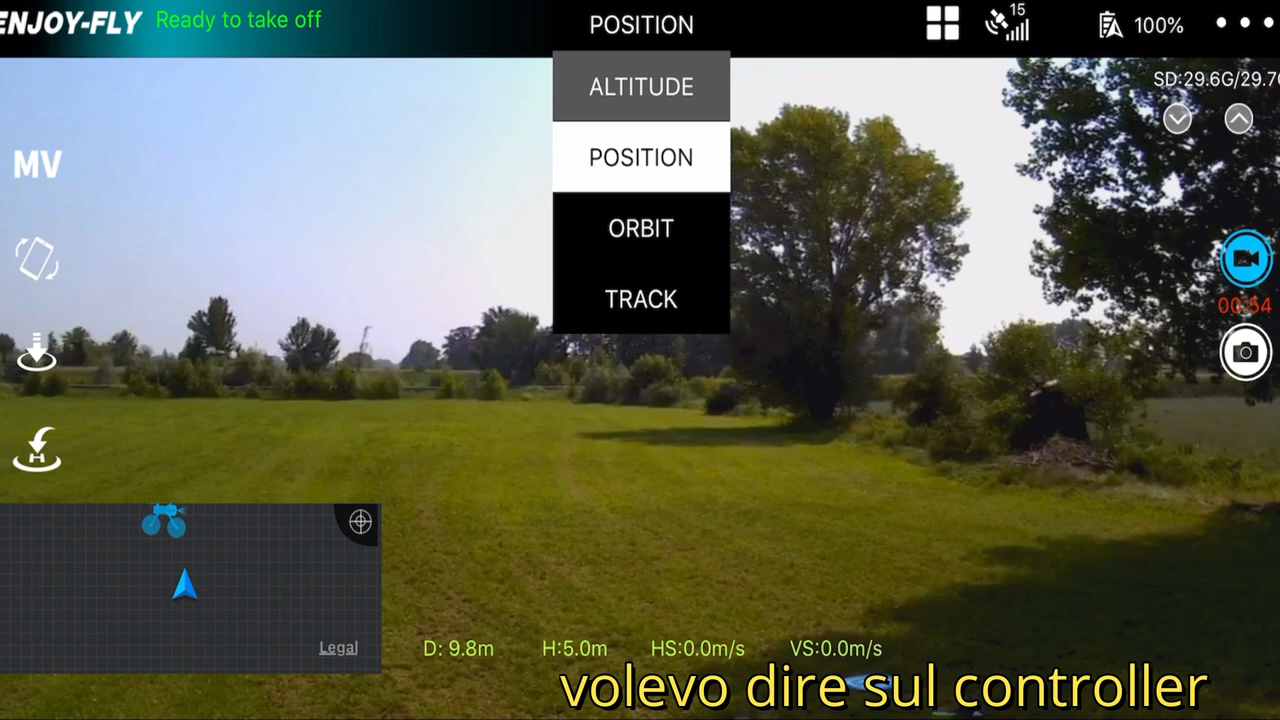 ENJOY-FLY Ready to take off POSITION 15 100%
ALTITUDE
POSITION
ORBIT
TRACK
SD:29.6G/29.7G
MV
00:54
H
Legal
D: 9.8m H:5.0m HS:0.0m/s VS:0.0m/s
volevo dire sul controller